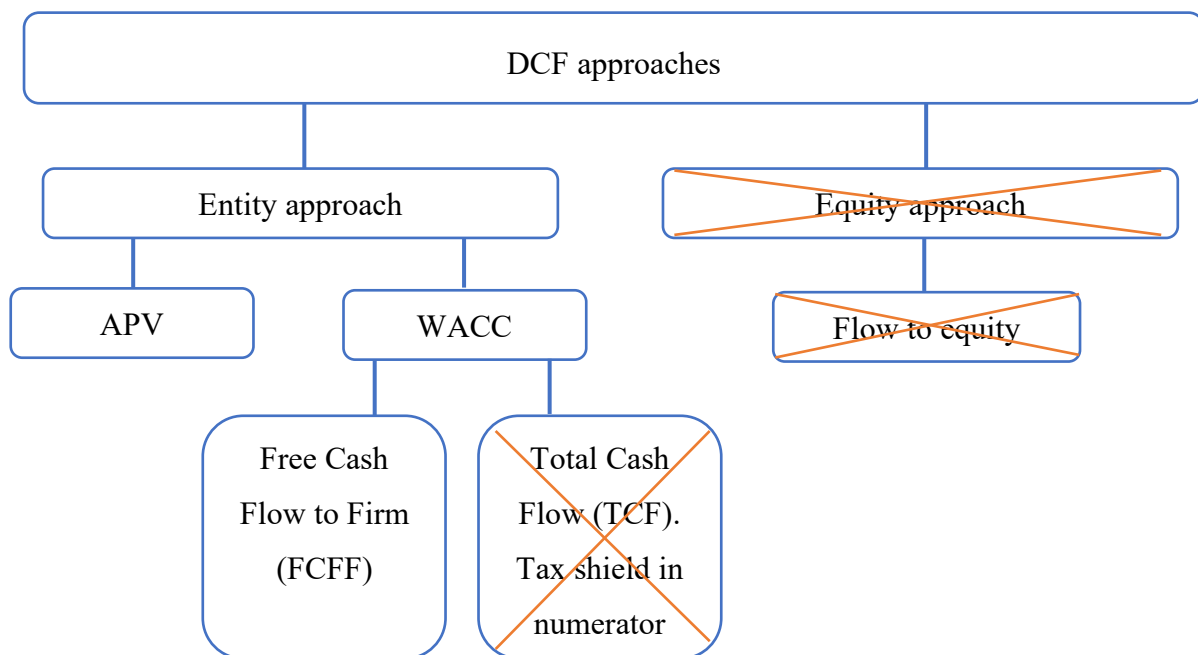 DCF approaches
Entity approach
Equity approach
APV
WACC
Flow to equity
Free Cash
Flow to Firm
(FCFF)
Total Cash
Flow (TCF).
Tax shield in
numerator